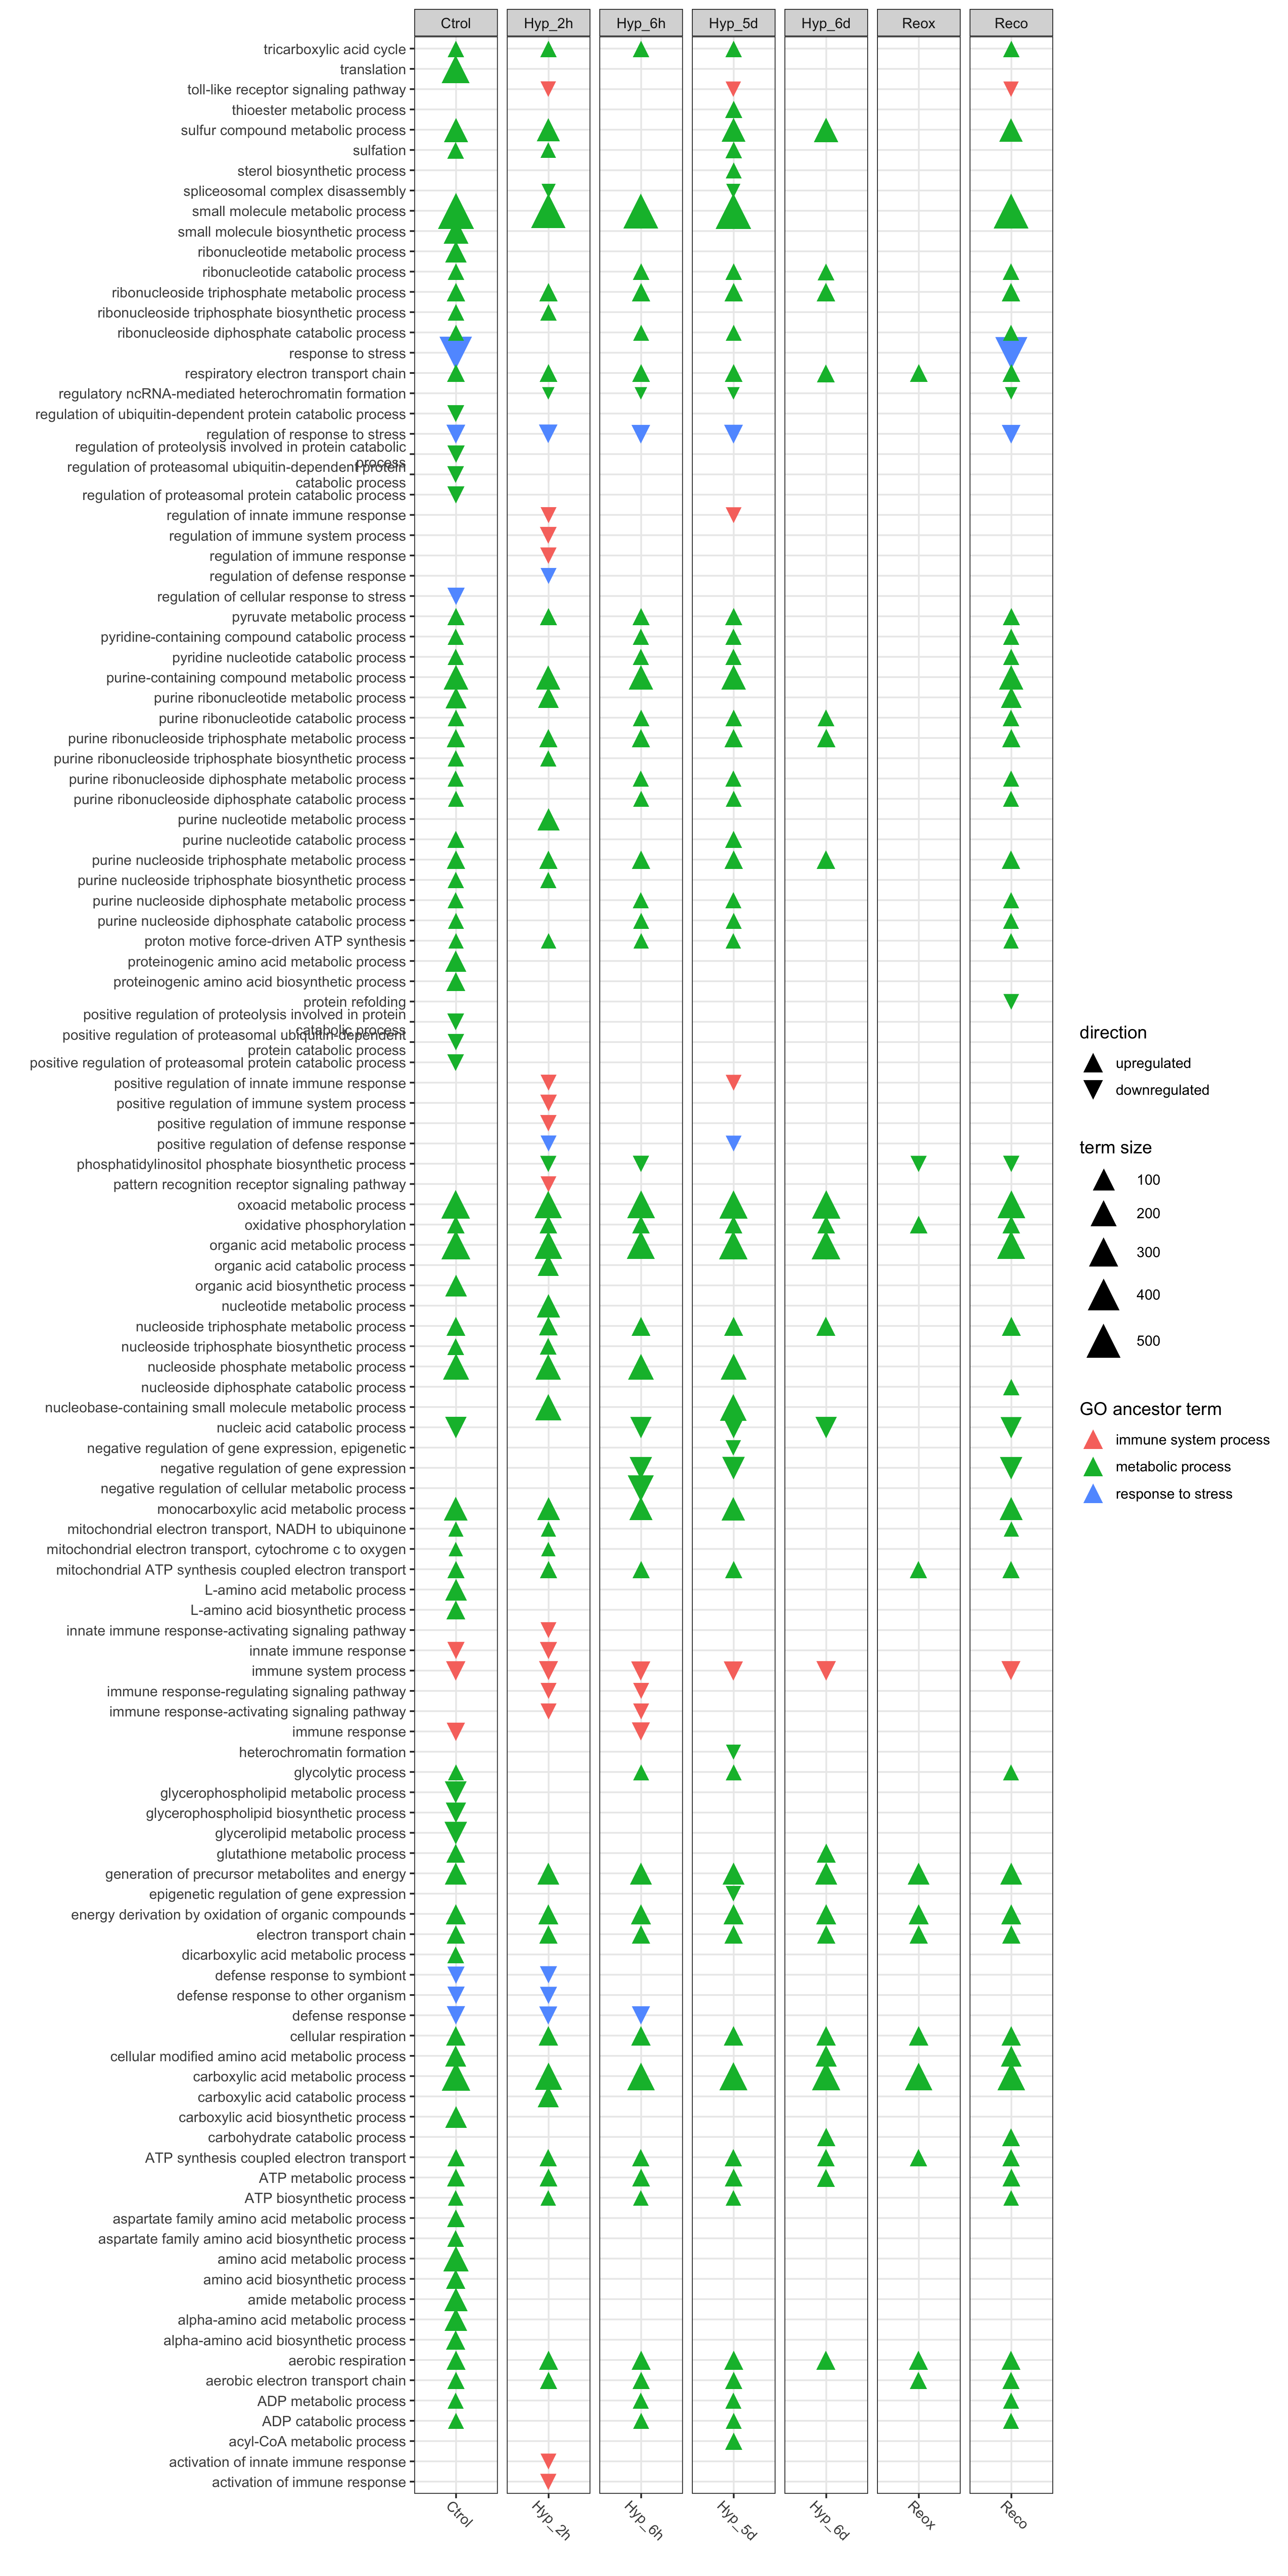 Ctrol Hyp_2h Hyp_6h Hyp_5d Hyp_6d Reox Reco
tricarboxylic acid cycle
translation
toll-like receptor signaling pathway
thioester metabolic process
sulfur compound metabolic process
sulfation
sterol biosynthetic process
spliceosomal complex disassembly
small molecule metabolic process
small molecule biosynthetic process
ribonucleotide metabolic process
ribonucleotide catabolic process
ribonucleoside triphosphate metabolic process
ribonucleoside triphosphate biosynthetic process
ribonucleoside diphosphate catabolic process
response to stress
respiratory electron transport chain
regulatory ncRNA-mediated heterochromatin formation
regulation of ubiquitin-dependent protein catabolic process
regulation of response to stress
regulation of proteolysis involved in protein catabolic
process
regulation of proteasomal ubiquitin-dependent protein
catabolic process
regulation of proteasomal protein catabolic process
regulation of innate immune response
regulation of immune system process
regulation of immune response
regulation of defense response
regulation of cellular response to stress
pyruvate metabolic process
pyridine-containing compound catabolic process
pyridine nucleotide catabolic process
purine-containing compound metabolic process
purine ribonucleotide metabolic process
purine ribonucleotide catabolic process
purine ribonucleoside triphosphate metabolic process
purine ribonucleoside triphosphate biosynthetic process
purine ribonucleoside diphosphate metabolic process
purine ribonucleoside diphosphate catabolic process
purine nucleotide metabolic process
purine nucleotide catabolic process
purine nucleoside triphosphate metabolic process
purine nucleoside triphosphate biosynthetic process
purine nucleoside diphosphate metabolic process
purine nucleoside diphosphate catabolic process
proton motive force-driven ATP synthesis
proteinogenic amino acid metabolic process
proteinogenic amino acid biosynthetic process
protein refolding
positive regulation of proteolysis involved in protein
catabolic process
positive regulation of proteasomal ubiquitin-dependent
protein catabolic process
positive regulation of proteasomal protein catabolic process
positive regulation of innate immune response
positive regulation of immune system process
positive regulation of immune response
positive regulation of defense response
phosphatidylinositol phosphate biosynthetic process
pattern recognition receptor signaling pathway
oxoacid metabolic process
oxidative phosphorylation
organic acid metabolic process
organic acid catabolic process
organic acid biosynthetic process
nucleotide metabolic process
nucleoside triphosphate metabolic process
nucleoside triphosphate biosynthetic process
nucleoside phosphate metabolic process
nucleoside diphosphate catabolic process
nucleobase-containing small molecule metabolic process
nucleic acid catabolic process
negative regulation of gene expression, epigenetic
negative regulation of gene expression
negative regulation of cellular metabolic process
monocarboxylic acid metabolic process
mitochondrial electron transport, NADH to ubiquinone
mitochondrial electron transport, cytochrome c to oxygen
mitochondrial ATP synthesis coupled electron transport
L-amino acid metabolic process
L-amino acid biosynthetic process
innate immune response-activating signaling pathway
innate immune response
immune system process
immune response-regulating signaling pathway
immune response-activating signaling pathway
immune response
heterochromatin formation
glycolytic process
glycerophospholipid metabolic process
glycerophospholipid biosynthetic process
glycerolipid metabolic process
glutathione metabolic process
generation of precursor metabolites and energy
epigenetic regulation of gene expression
energy derivation by oxidation of organic compounds
electron transport chain
dicarboxylic acid metabolic process
defense response to symbiont
defense response to other organism
defense response
cellular respiration
cellular modified amino acid metabolic process
carboxylic acid metabolic process
carboxylic acid catabolic process
carboxylic acid biosynthetic process
carbohydrate catabolic process
ATP synthesis coupled electron transport
ATP metabolic process
ATP biosynthetic process
aspartate family amino acid metabolic process
aspartate family amino acid biosynthetic process
amino acid metabolic process
amino acid biosynthetic process
amide metabolic process
alpha-amino acid metabolic process
alpha-amino acid biosynthetic process
aerobic respiration
aerobic electron transport chain
ADP metabolic process
ADP catabolic process
acyl-CoA metabolic process
activation of innate immune response
activation of immune response
Ctrol Hyp_2h Hyp_6h Hyp_5d Hyp_6d Reox Reco
direction
upregulated
downregulated
term size
100
200
300
400
500
GO ancestor term
immune system process
metabolic process
response to stress